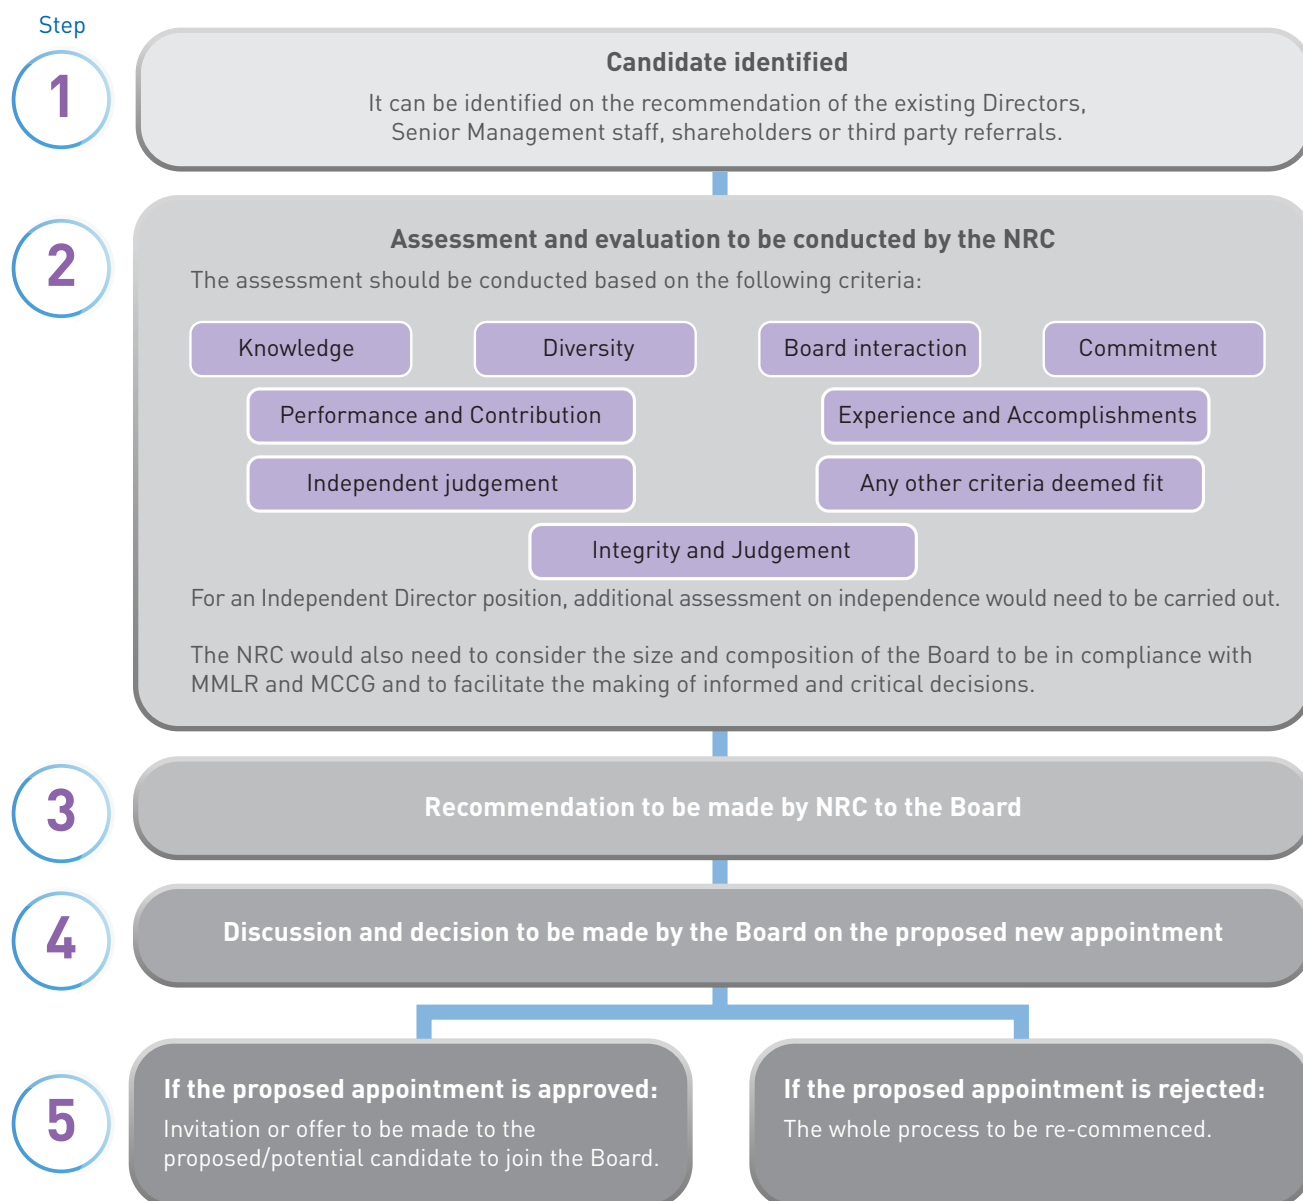 Step
1
Candidate identified
It can be identified on the recommendation of the existing Directors,
Senior Management staff, shareholders or third party referrals.
2
Assessment and evaluation to be conducted by the NRC
The assessment should be conducted based on the following criteria:
Knowledge
Diversity
Board interaction
Commitment
Performance and Contribution
Experience and Accomplishments
Independent judgement
Any other criteria deemed fit
Integrity and Judgement
For an Independent Director position, additional assessment on independence would need to be carried out.
The NRC would also need to consider the size and composition of the Board to be in compliance with
MMLR and MCCG and to facilitate the making of informed and critical decisions.
3
Recommendation to be made by NRC to the Board
4
Discussion and decision to be made by the Board on the proposed new appointment
5
If the proposed appointment is approved:
Invitation or offer to be made to the
proposed/potential candidate to join the Board.
If the proposed appointment is rejected:
The whole process to be re-commenced.